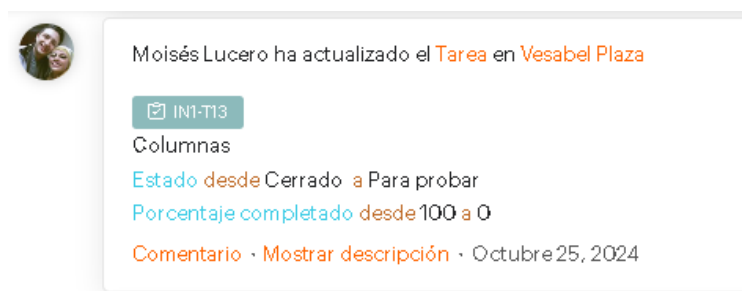 Moisés Lucero ha actualizado el Tarea en Vesabel Plaza
IN1-T13
Columnas
Estado desde Cerrado a Para probar
Porcentaje completado desde 100 a 0
Comentario · Mostrar descripción · Octubre 25, 2024